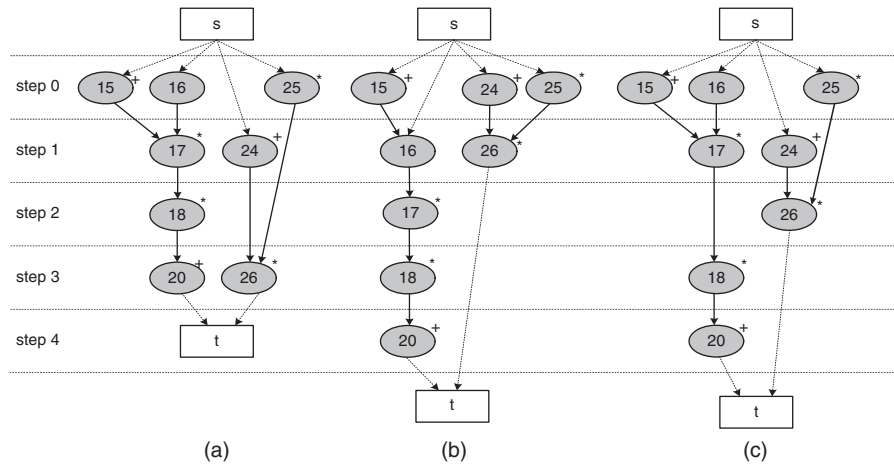 s s s
step 0 15 + 16 25 * 15 + 24 + 25 * 15 + 16 25 *
step 1 17 * 24 + 16 26 * 17 * 24 +
step 2 18 * 17 * 26 *
step 3 20 + 26 * 18 * 18 *
step 4 t 20 + 20 +
t t
(a) (b) (c)